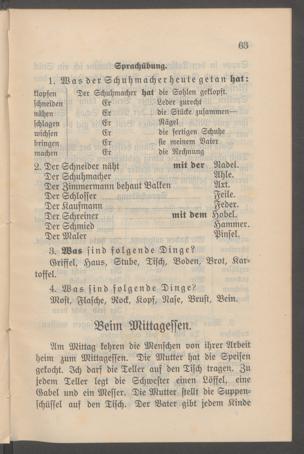 63
Sprachübung.
1. Was der Schuhmacher heute getan hat:
klopfen Der Schuhmacher hat die Sohlen geklopft.
schneiden Er Leder zurecht
nähen Er die Stücke zusammen—
schlagen Er Nägel
wichsen Er die fertigen Schuhe
bringen Er sie meinem Vater
machen Er die Rechnung
2. Der Schneider näht mit der Nadel.
Der Schuhmacher Ahle.
Der Zimmermann behaut Balken Axt.
Der Schlosser Feile.
Der Kaufmann Feder.
Der Schreiner mit dem Hobel.
Der Schmied Hammer.
Der Maler Pinsel.
3. Was sind folgende Dinge?
Griffel, Haus, Stube, Tisch, Boden, Brot, Kar-
toffel.
4. Was sind folgende Dinge?
Most, Flasche, Rock, Kopf, Nase, Brust, Bein.
Beim Mittagessen.
Am Mittag kehren die Menschen von ihrer Arbeit
heim zum Mittagessen. Die Mutter hat die Speisen
gekocht. Ich darf die Teller auf den Tisch tragen. Zu
jedem Teller legt die Schwester einen Löffel, eine
Gabel und ein Messer. Die Mutter stellt die Suppen-
schüssel auf den Tisch. Der Vater gibt jedem Kinde